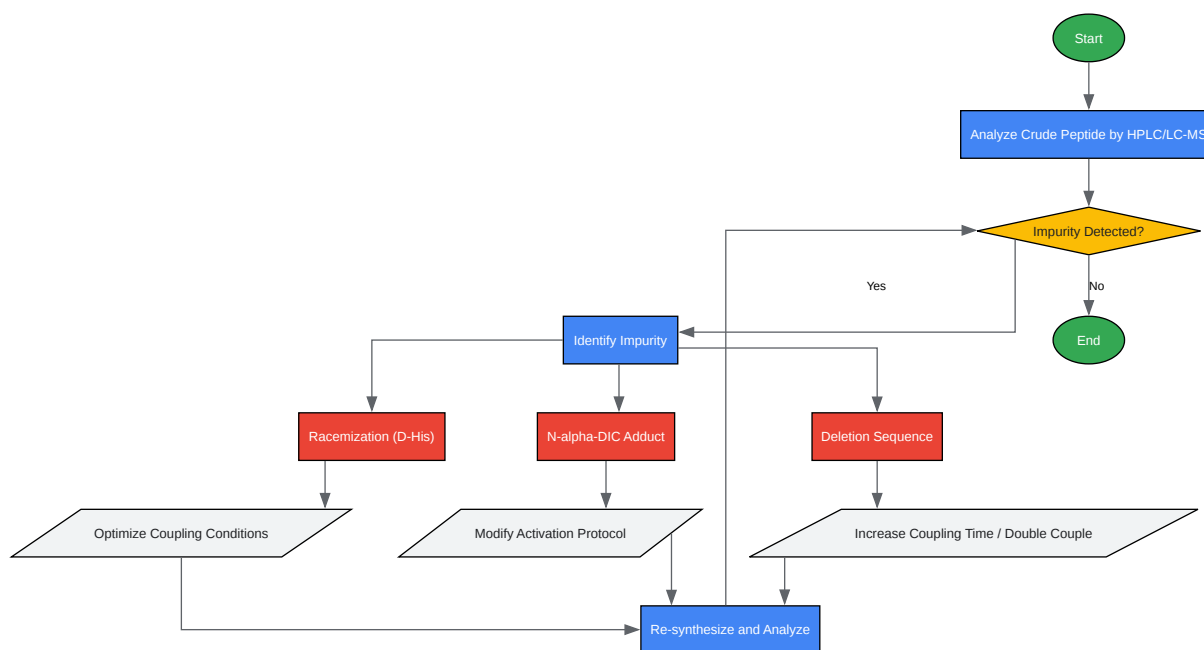 Start
Analyze Crude Peptide by HPLC/LC-MS
Impurity Detected?
Yes
No
Identify Impurity
End
Racemization (D-His)
N-alpha-DIC Adduct
Deletion Sequence
Optimize Coupling Conditions
Modify Activation Protocol
Increase Coupling Time / Double Couple
Re-synthesize and Analyze